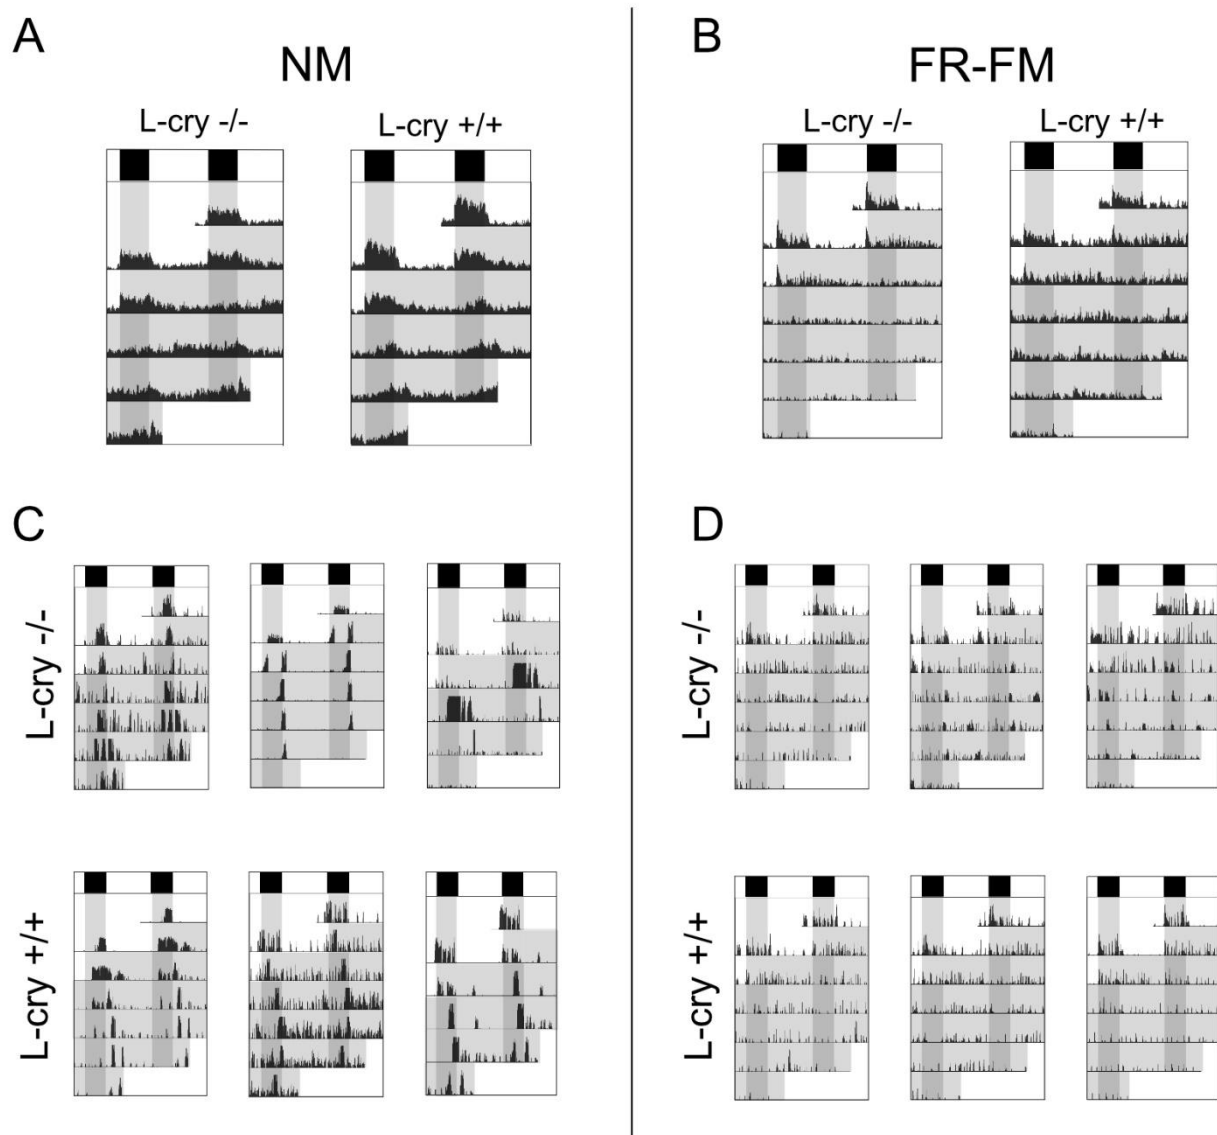 A
NM
L-cry -/-
L-cry +/+
B
FR-FM
L-cry -/-
L-cry +/+
C
L-cry -/-
L-cry +/+
D
L-cry -/-
L-cry +/+